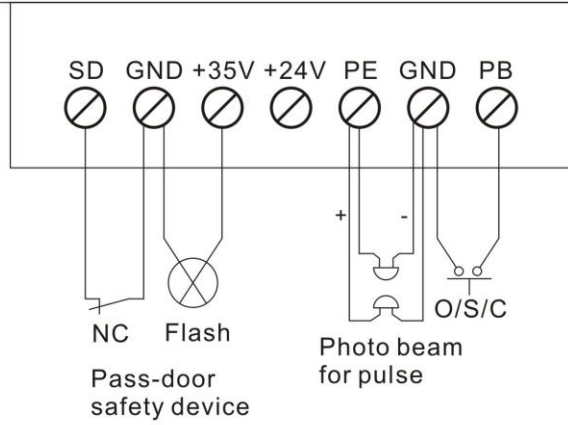 SD GND +35V +24V PE GND PB
+ -
NC Flash O/S/C
Pass-door
safety device
Photo beam
for pulse